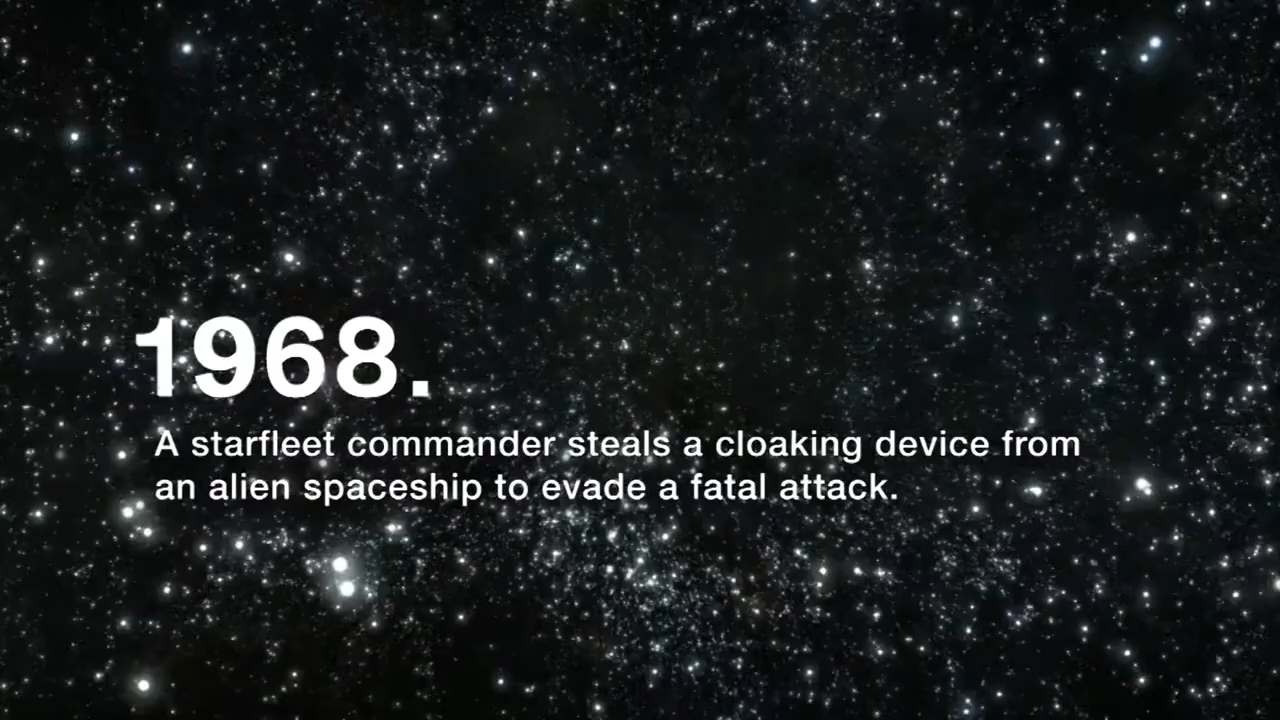 1968.
A starfleet commander steals a cloaking device from
an alien spaceship to evade a fatal attack.